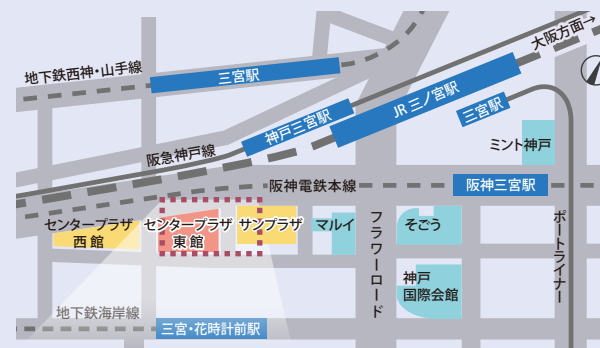 大阪方面→
地下鉄西神・山手線
三宮駅
JR 三ノ宮駅
神戸三宮駅
三宮駅
ミント神戸
阪急神戸線
阪神電鉄本線
阪神三宮駅
センタープラザ
西館
センタープラザ
東館
サンプラザ
マルイ
フラワーロード
そごう
ポートライナー
神戸
国際会館
地下鉄海岸線
三宮・花時計前駅